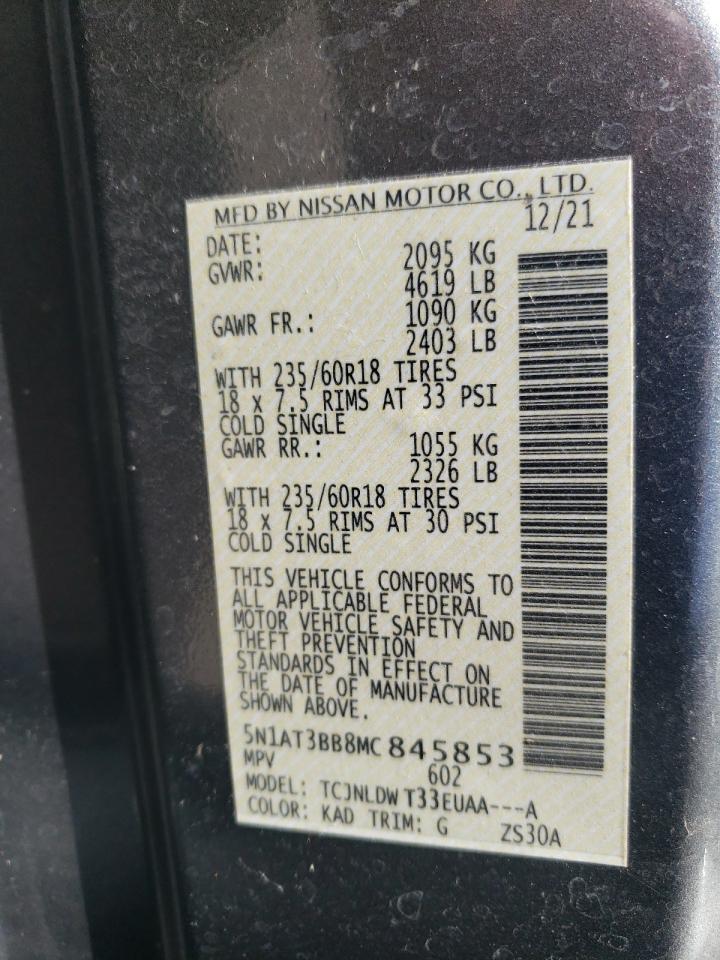 MFD BY NISSAN MOTOR CO., LTD.
DATE: 12/21
GVWR: 2095 KG
4619 LB
GAWR FR.: 1090 KG
2403 LB
WITH 235/60R18 TIRES
18 x 7.5 RIMS AT 33 PSI
COLD SINGLE
GAWR RR.: 1055 KG
2326 LB
WITH 235/60R18 TIRES
18 x 7.5 RIMS AT 30 PSI
COLD SINGLE
THIS VEHICLE CONFORMS TO
ALL APPLICABLE FEDERAL
MOTOR VEHICLE SAFETY AND
THEFT PREVENTION
STANDARDS IN EFFECT ON
THE DATE OF MANUFACTURE
SHOWN ABOVE.
5N1AT3BB8MC845853
MPV 602
MODEL: TCJNLDW T33EUAA---A
COLOR: KAD TRIM: G ZS30A